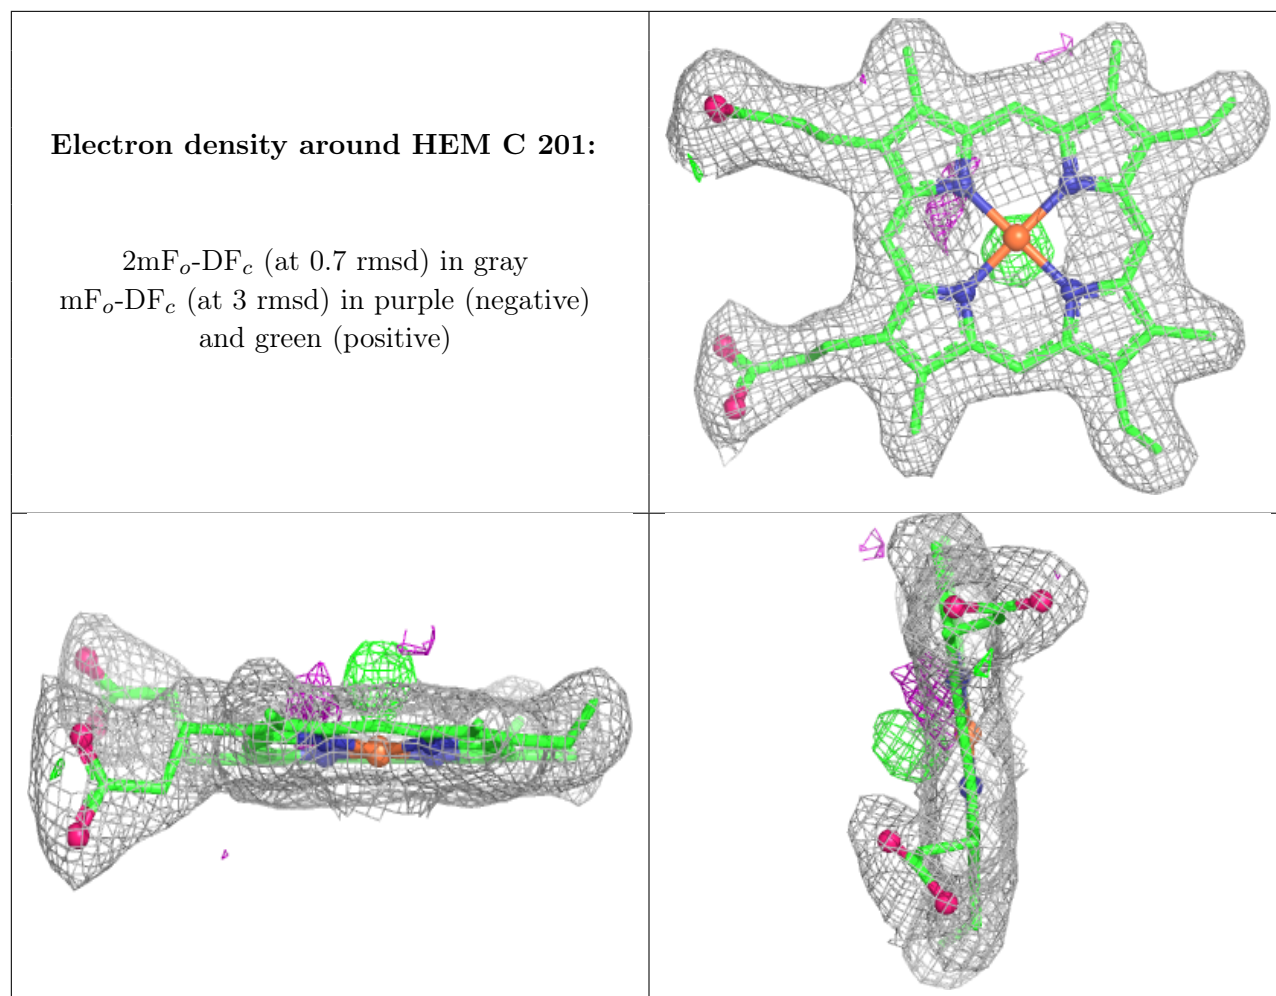 Electron density around HEM C 201:
2mFo-DFc (at 0.7 rmsd) in gray
mFo-DFc (at 3 rmsd) in purple (negative)
and green (positive)